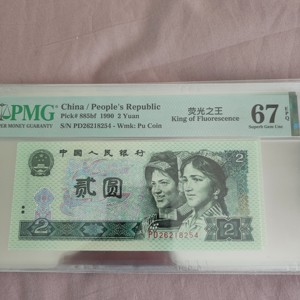 PMG
PAPER MONEY GUARANTY
China / People's Republic
Pick# 885bf 1990 2 Yuan
S/N PD26218254 - Wmk: Pu Coin
荧光之王
King of Fluorescence
67 EPQ
Superb Gem Unc
中国人民银行
2
贰圆
2
2
PD26218254